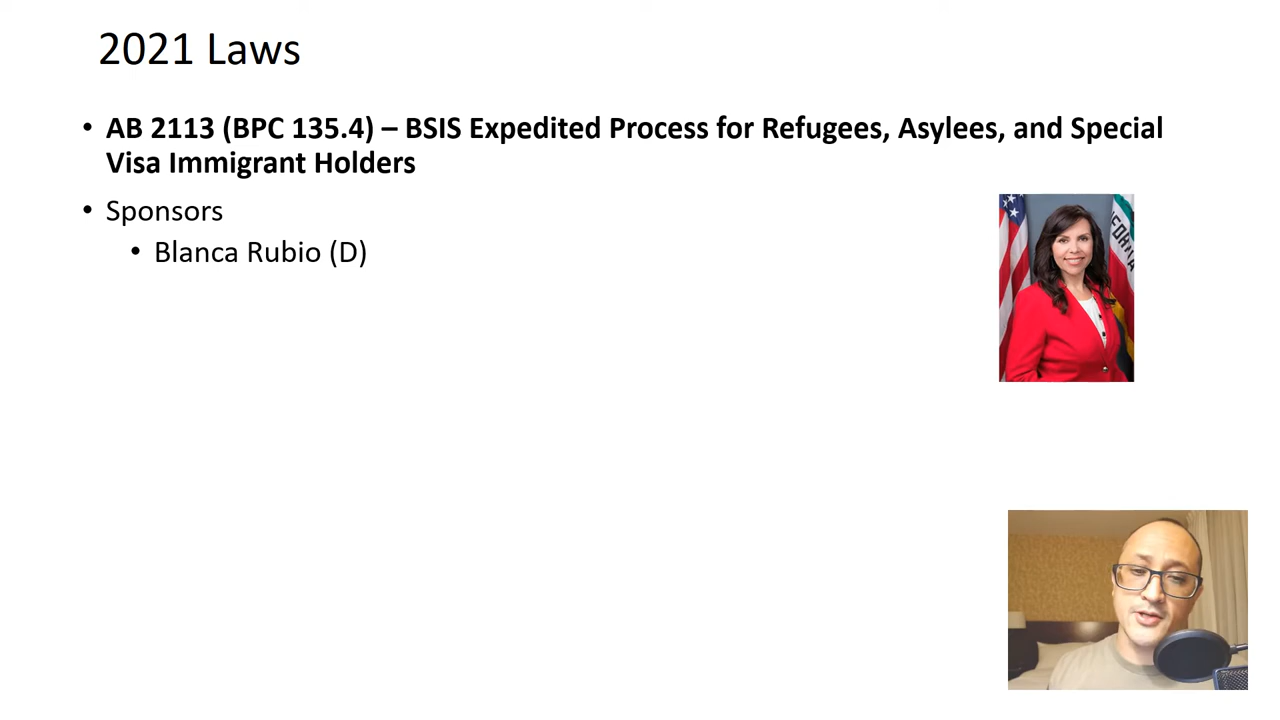 2021 Laws
• AB 2113 (BPC 135.4) – BSIS Expedited Process for Refugees, Asylees, and Special
Visa Immigrant Holders
• Sponsors
• Blanca Rubio (D)